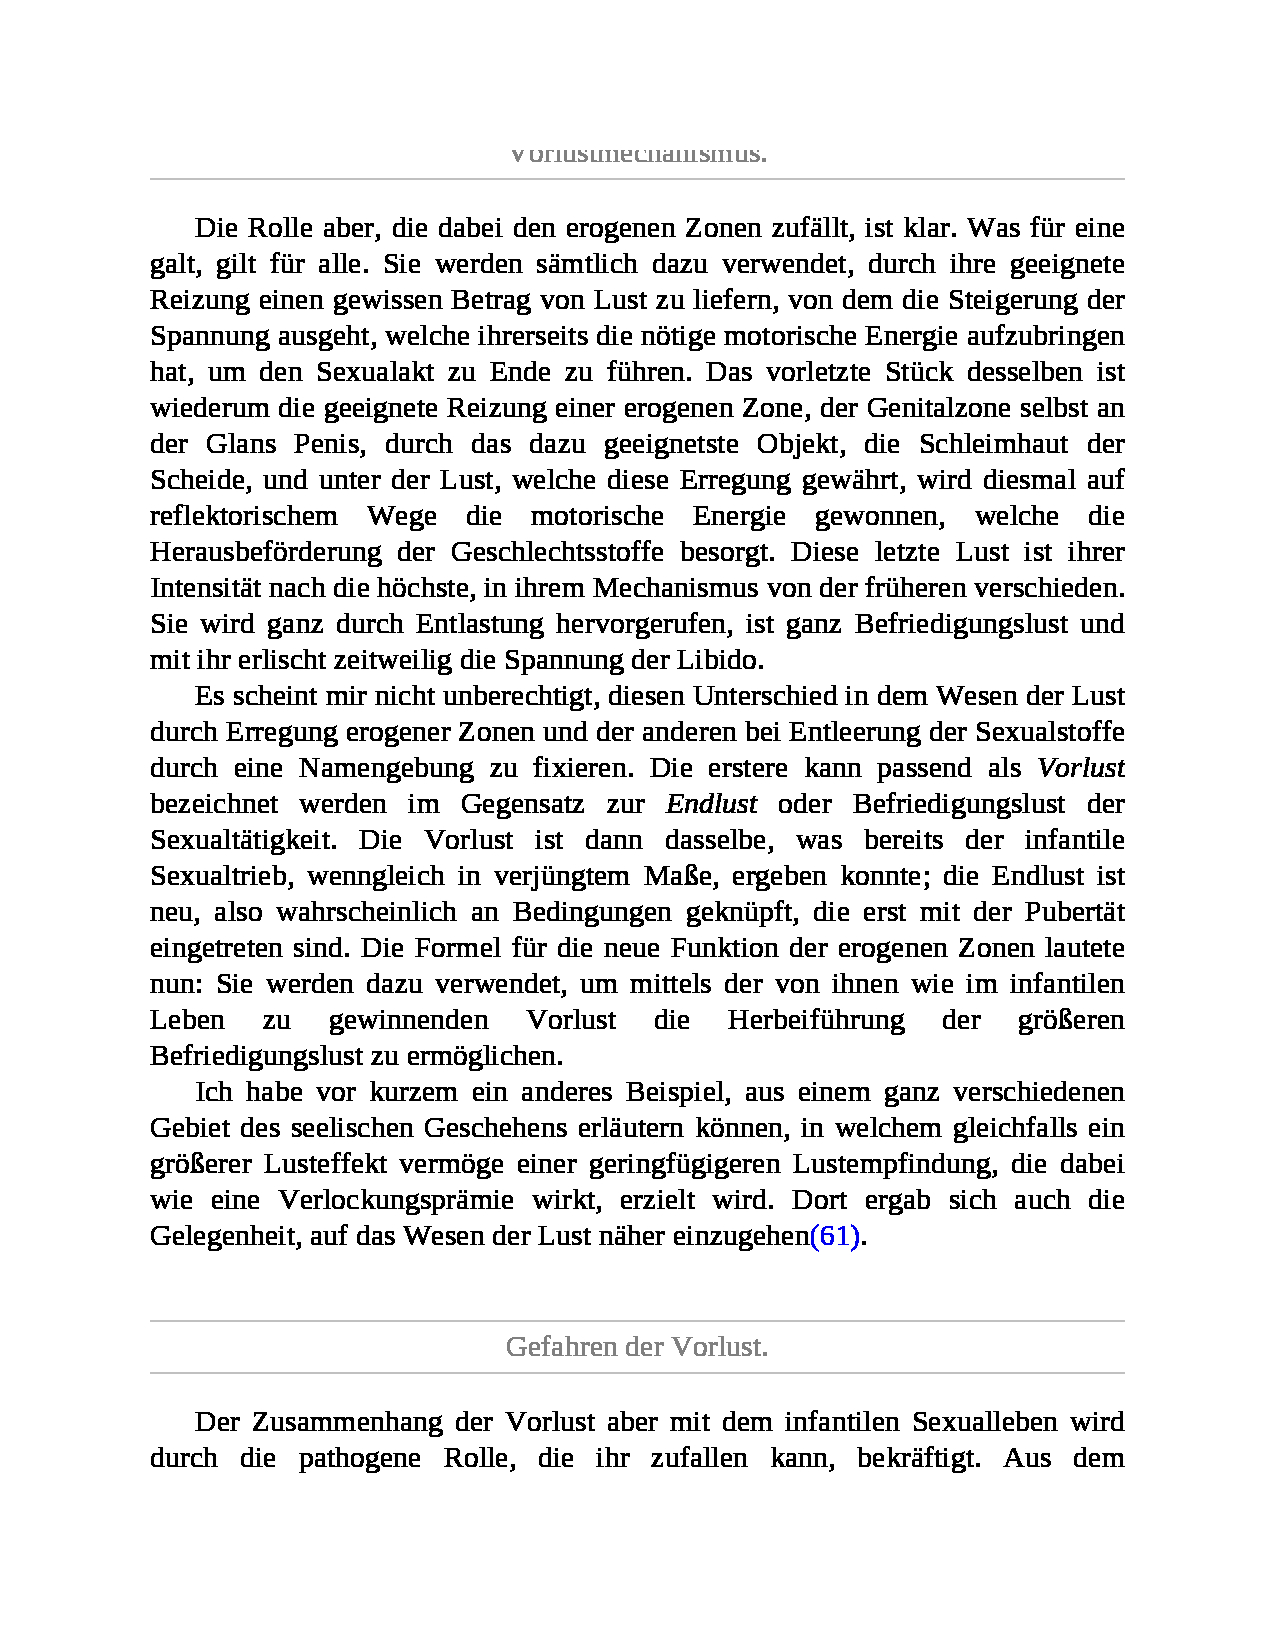 Vorlustmechanismus.
Die Rolle aber, die dabei den erogenen Zonen zufällt, ist klar. Was für eine
galt, gilt für alle. Sie werden sämtlich dazu verwendet, durch ihre geeignete
Reizung einen gewissen Betrag von Lust zu liefern, von dem die Steigerung der
Spannung ausgeht, welche ihrerseits die nötige motorische Energie aufzubringen
hat, um den Sexualakt zu Ende zu führen. Das vorletzte Stück desselben ist
wiederum die geeignete Reizung einer erogenen Zone, der Genitalzone selbst an
der Glans Penis, durch das dazu geeignetste Objekt, die Schleimhaut der
Scheide, und unter der Lust, welche diese Erregung gewährt, wird diesmal auf
reflektorischem Wege die motorische Energie gewonnen, welche die
Herausbeförderung der Geschlechtsstoffe besorgt. Diese letzte Lust ist ihrer
Intensität nach die höchste, in ihrem Mechanismus von der früheren verschieden.
Sie wird ganz durch Entlastung hervorgerufen, ist ganz Befriedigungslust und
mit ihr erlischt zeitweilig die Spannung der Libido.
Es scheint mir nicht unberechtigt, diesen Unterschied in dem Wesen der Lust
durch Erregung erogener Zonen und der anderen bei Entleerung der Sexualstoffe
durch eine Namengebung zu fixieren. Die erstere kann passend als Vorlust
bezeichnet werden im Gegensatz zur Endlust oder Befriedigungslust der
Sexualtätigkeit. Die Vorlust ist dann dasselbe, was bereits der infantile
Sexualtrieb, wenngleich in verjüngtem Maße, ergeben konnte; die Endlust ist
neu, also wahrscheinlich an Bedingungen geknüpft, die erst mit der Pubertät
eingetreten sind. Die Formel für die neue Funktion der erogenen Zonen lautete
nun: Sie werden dazu verwendet, um mittels der von ihnen wie im infantilen
Leben zu gewinnenden Vorlust die Herbeiführung der größeren
Befriedigungslust zu ermöglichen.
Ich habe vor kurzem ein anderes Beispiel, aus einem ganz verschiedenen
Gebiet des seelischen Geschehens erläutern können, in welchem gleichfalls ein
größerer Lusteffekt vermöge einer geringfügigeren Lustempfindung, die dabei
wie eine Verlockungsprämie wirkt, erzielt wird. Dort ergab sich auch die
Gelegenheit, auf das Wesen der Lust näher einzugehen(61).
Gefahren der Vorlust.
Der Zusammenhang der Vorlust aber mit dem infantilen Sexualleben wird
durch die pathogene Rolle, die ihr zufallen kann, bekräftigt. Aus dem